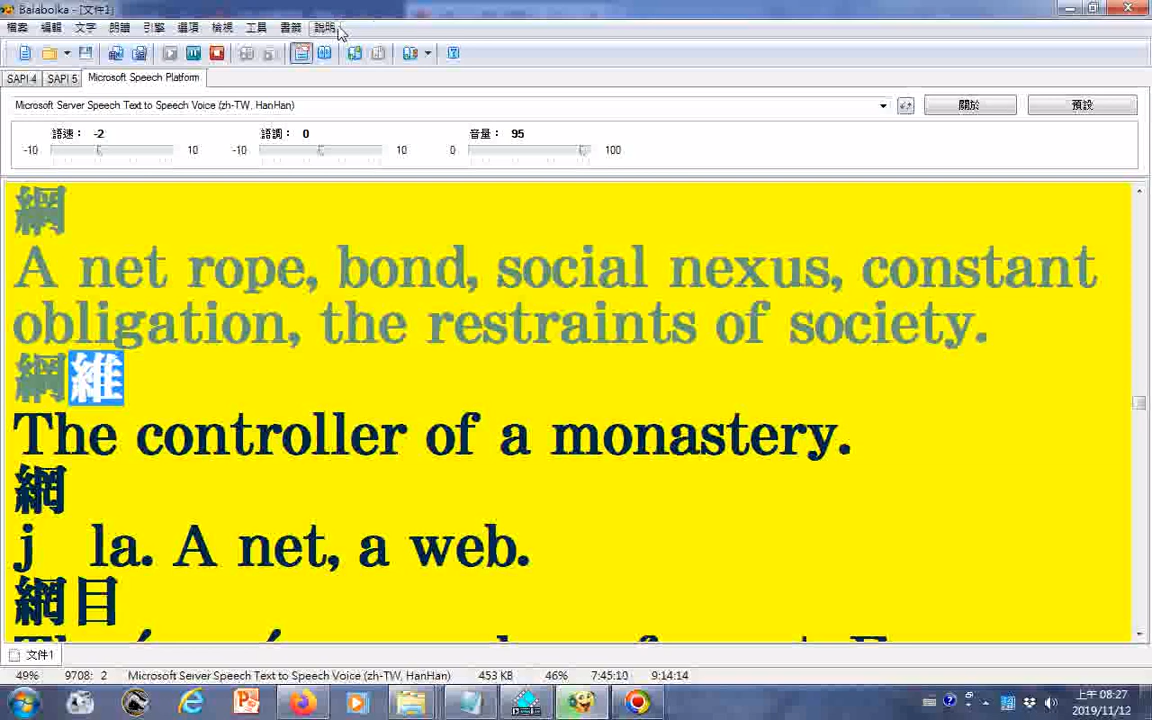 Balabolka - [文件1]
檔案 編輯 文字 朗讀 引擎 選項 檢視 工具 書籤 說明
SAPI 4 SAPI 5 Microsoft Speech Platform
Microsoft Server Speech Text to Speech Voice (zh-TW, HanHan) 關於 預設
語速： -2 語調： 0 音量： 95
-10 10 -10 10 0 100
網
A net rope, bond, social nexus, constant
obligation, the restraints of society.
網維
The controller of a monastery.
網
j la. A net, a web.
網目
文件1
49% 9708: 2 Microsoft Server Speech Text to Speech Voice (zh-TW, HanHan) 453 KB 46% 7:45:10 9:14:14
上午 08:27
2019/11/12